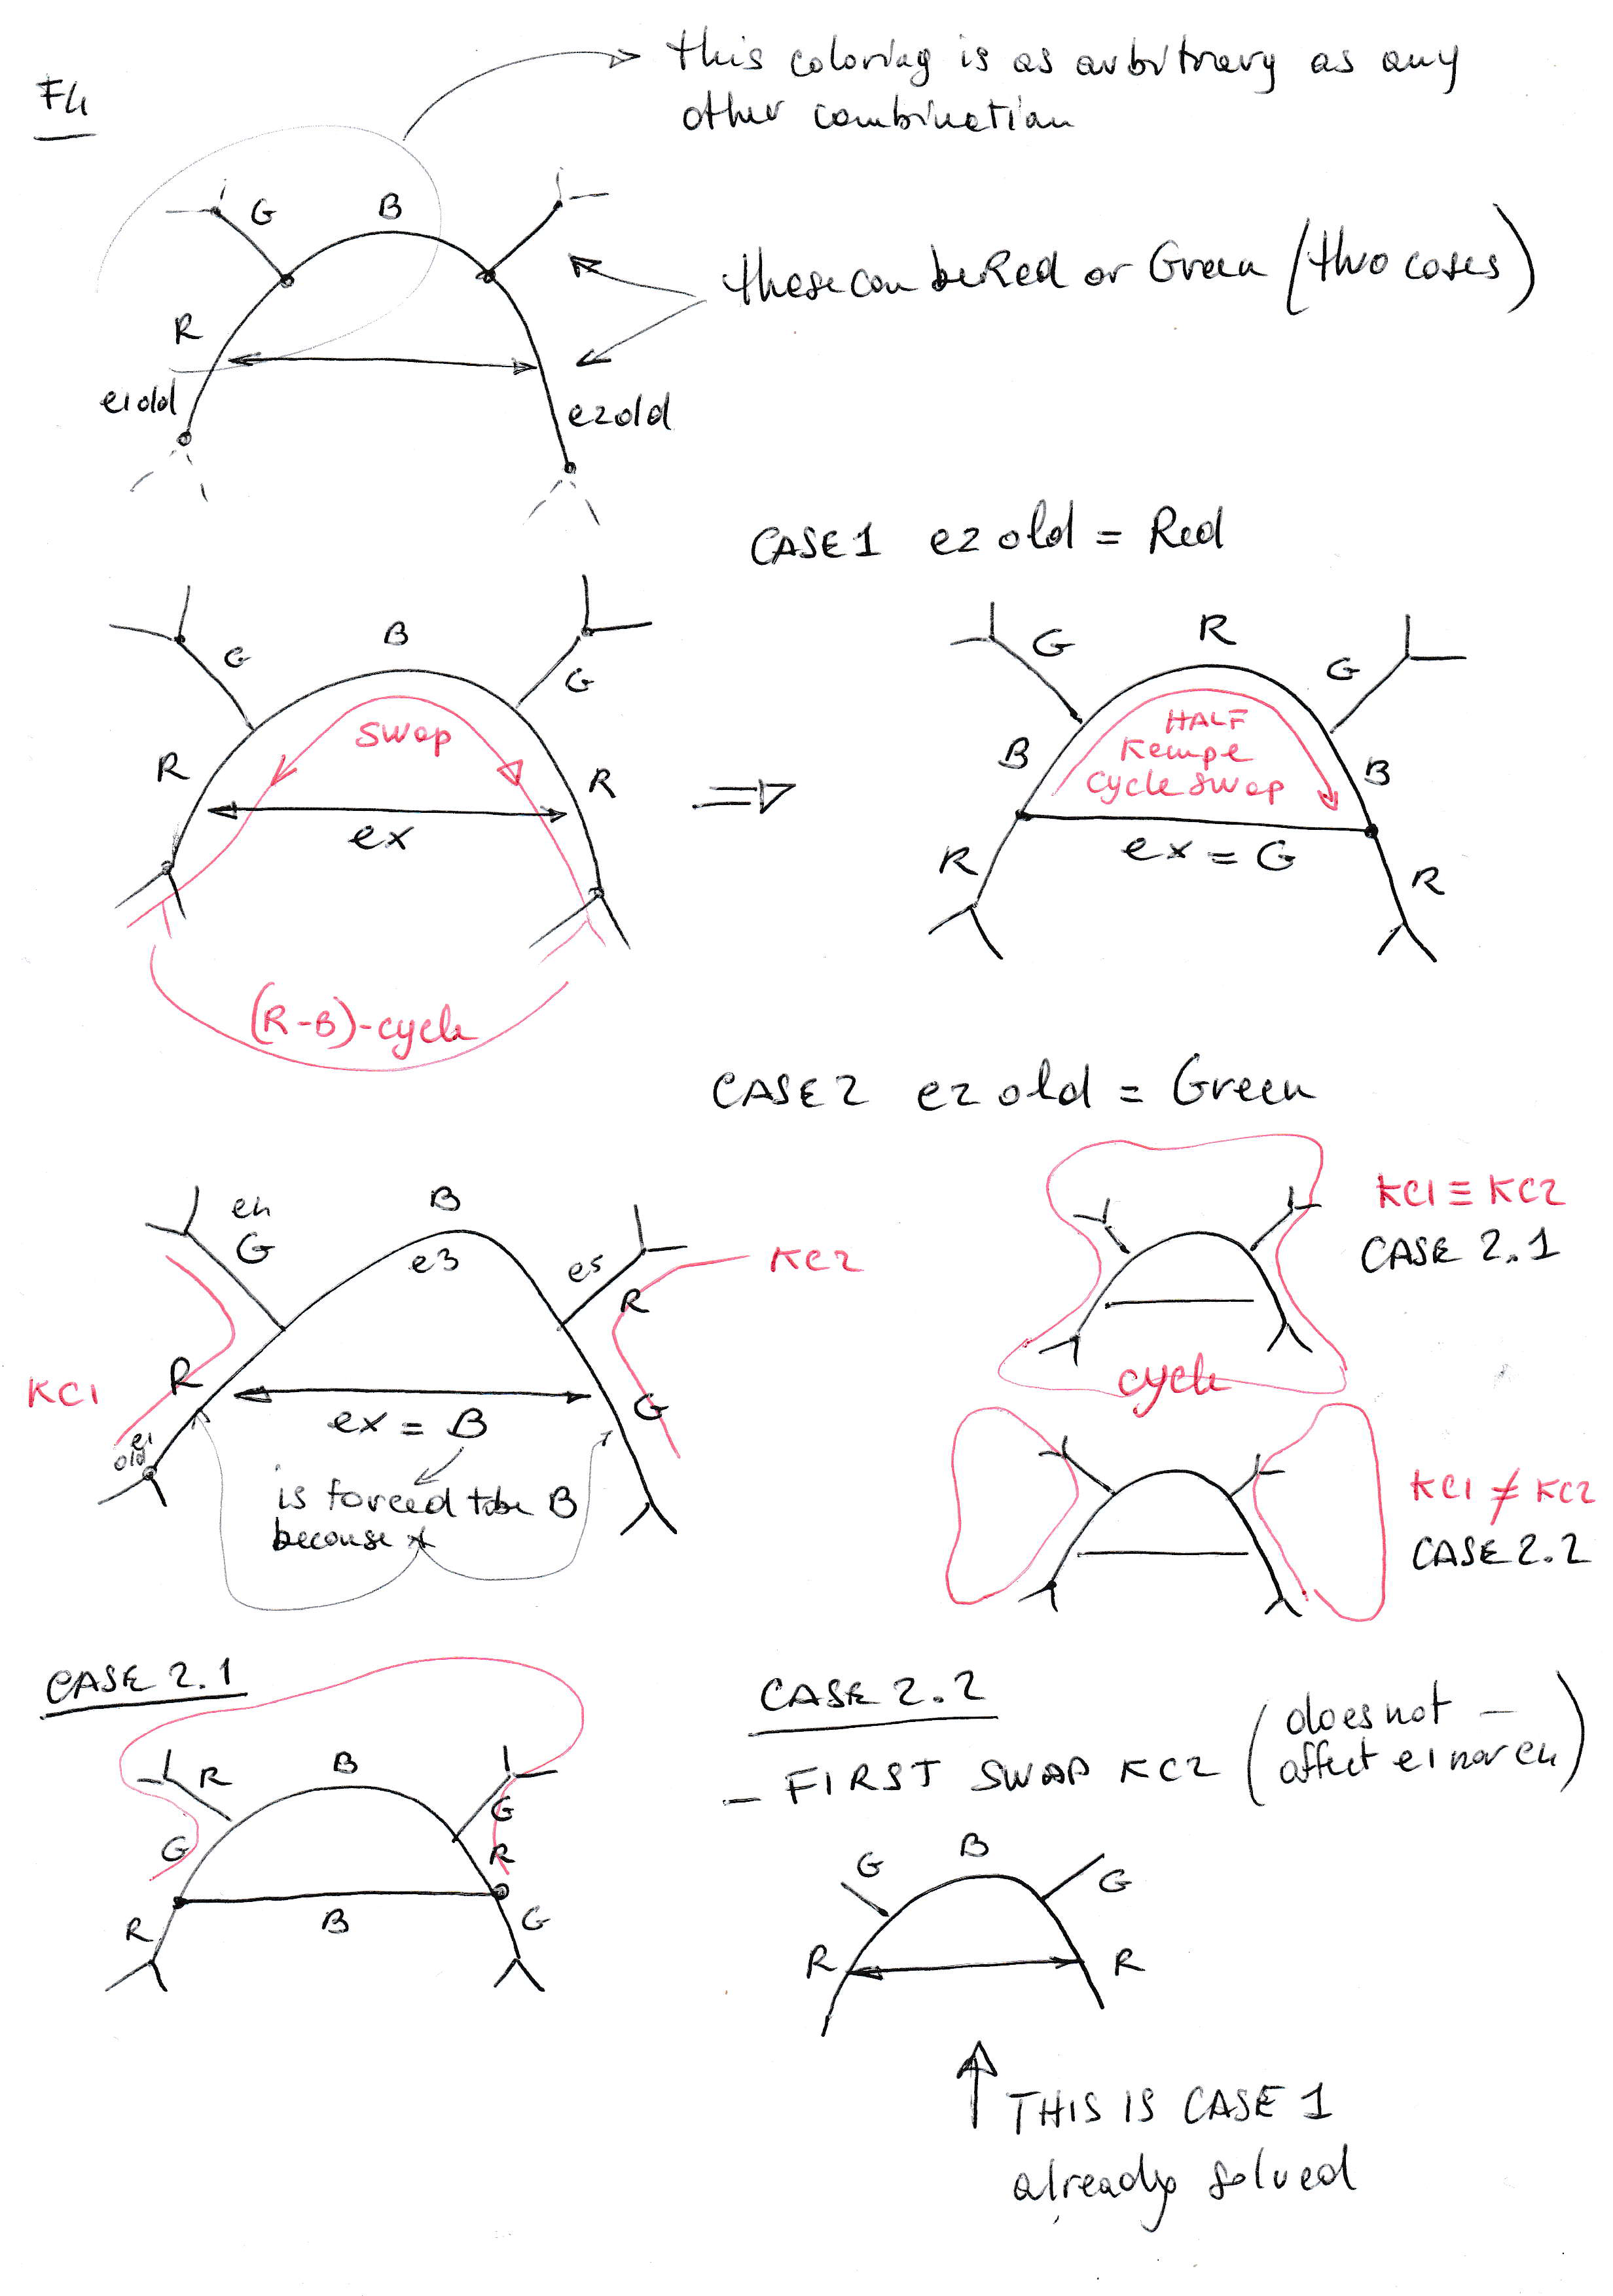 F4
this coloring is as arbitrary as any
other combination
G
B
R
these can be Red or Green (two cases)
e1old
e2old
CASE 1 e2 old = Red
B
G
G
SWOP
R
R
ex
(R-B)-cycle
R
G
G
HALF
Kempe
Cycle swop
B
B
ex = G
R
R
CASE 2 e2 old = Green
B
e4
G
e3
e5
KC2
R
R
KC1
G
ex = B
e1
old
is forced to be B
because *
KC1 ≡ KC2
CASE 2.1
cycle
KC1 ≠ KC2
CASE 2.2
CASE 2.1
R
B
G
G
R
R
B
G
CASE 2.2
- FIRST SWAP KC2 (does not -
affect e1 nor e4)
G
B
G
R
R
THIS IS CASE 1
already solved